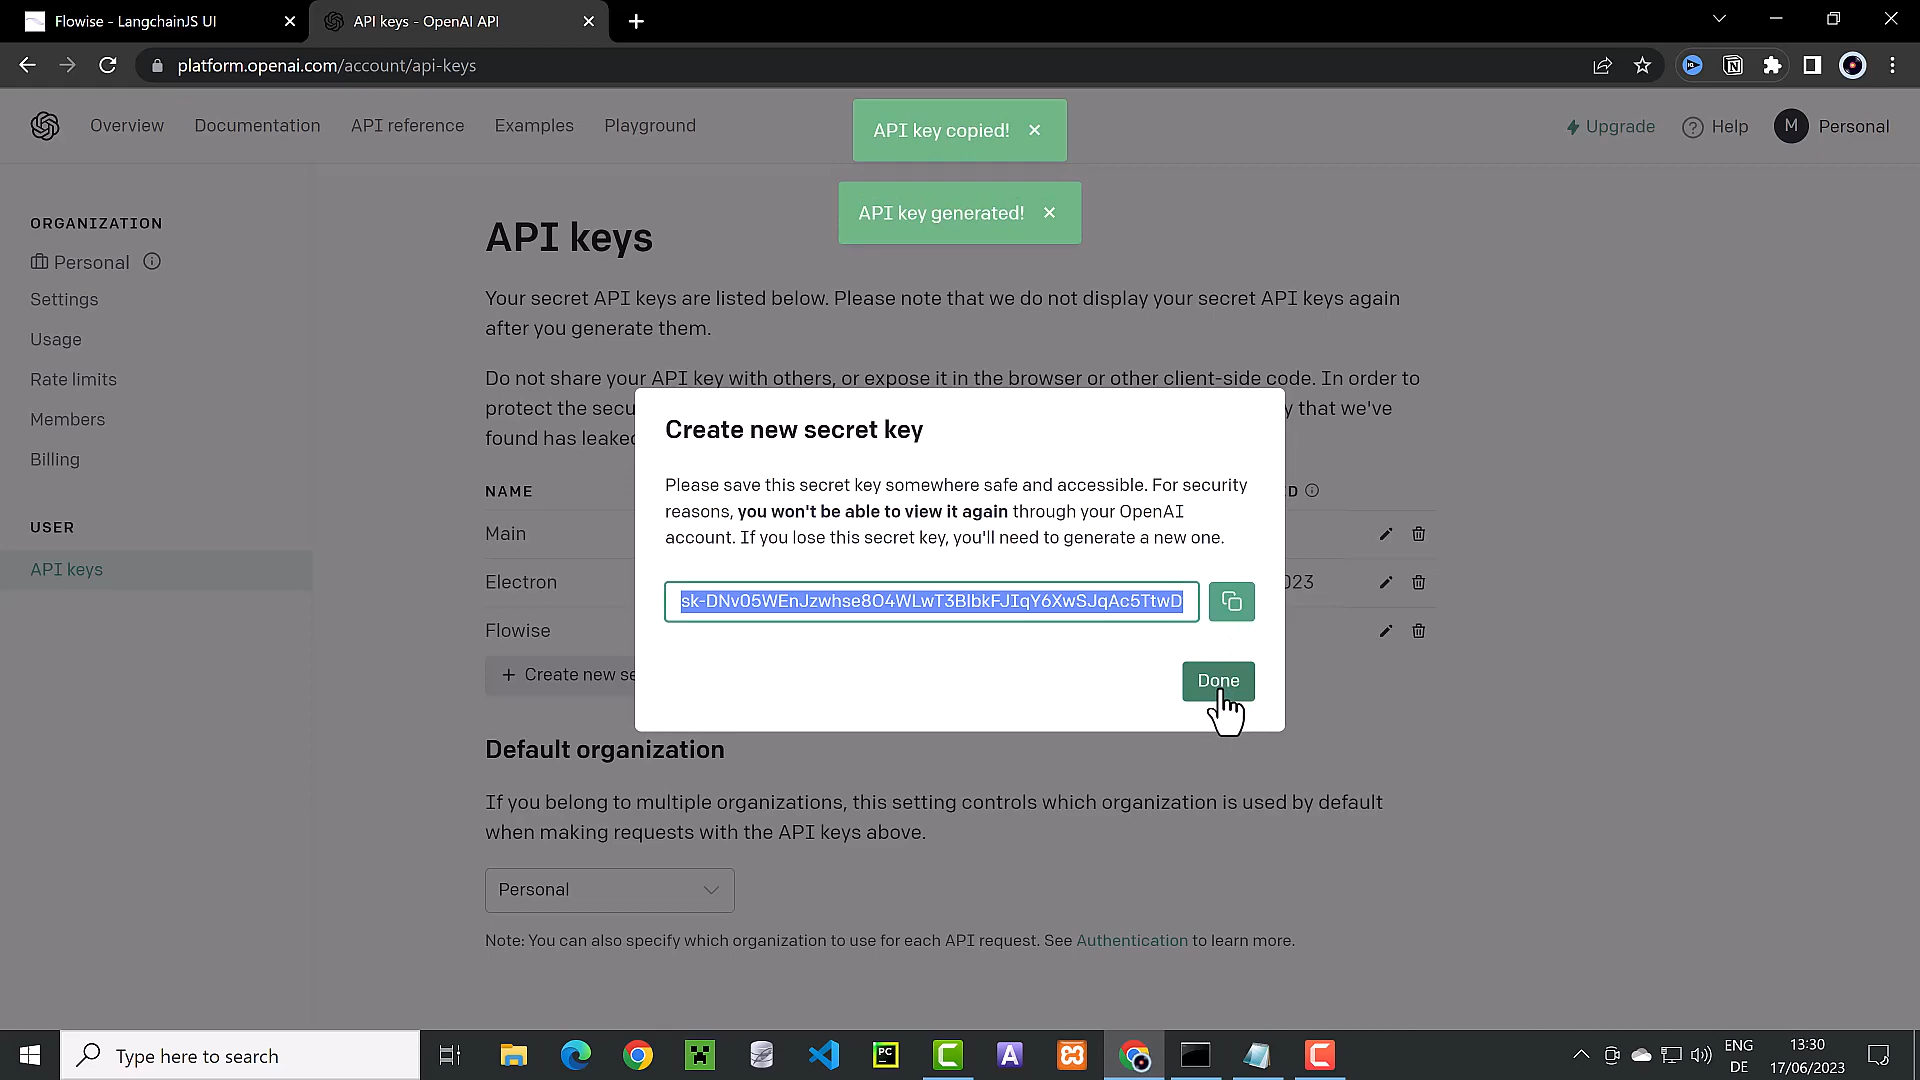 Flowise - LangchainJS UI
API keys - OpenAI API
platform.openai.com/account/api-keys
Overview
Documentation
API reference
Examples
Playground
API key copied!
Upgrade
Help
M
Personal
API key generated!
ORGANIZATION
Personal
Settings
Usage
Rate limits
Members
Billing
USER
API keys
API keys
Your secret API keys are listed below. Please note that we do not display your secret API keys again
after you generate them.
Do not share your API key with others, or expose it in the browser or other client-side code. In order to
protect the secu
y that we've
found has leaked
NAME
D
Main
Electron
023
Flowise
+ Create new se
Create new secret key
Please save this secret key somewhere safe and accessible. For security
reasons, you won't be able to view it again through your OpenAI
account. If you lose this secret key, you'll need to generate a new one.
sk-DNv05WEnJzwhse8O4WLwT3BlbkFJIqY6XwSJqAc5TtwD
Done
Default organization
If you belong to multiple organizations, this setting controls which organization is used by default
when making requests with the API keys above.
Personal
Note: You can also specify which organization to use for each API request. See Authentication to learn more.
Type here to search
PC
A
ENG
DE
13:30
17/06/2023